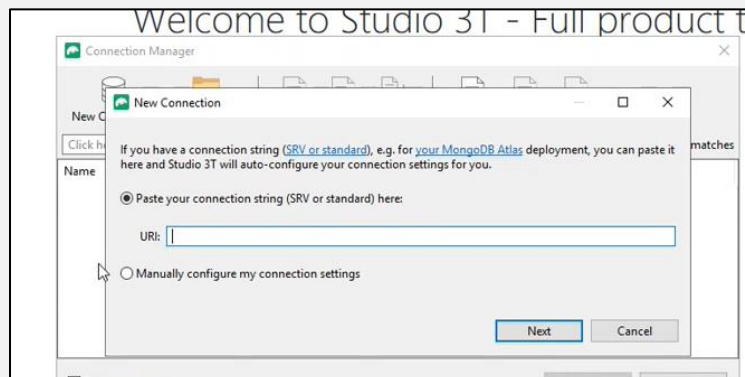 Welcome to Studio 3T - Full product t
Connection Manager
New Connection
New C
Click h
matches
If you have a connection string (SRV or standard), e.g. for your MongoDB Atlas deployment, you can paste it
here and Studio 3T will auto-configure your connection settings for you.
Name
Paste your connection string (SRV or standard) here:
URI:
Manually configure my connection settings
Next
Cancel